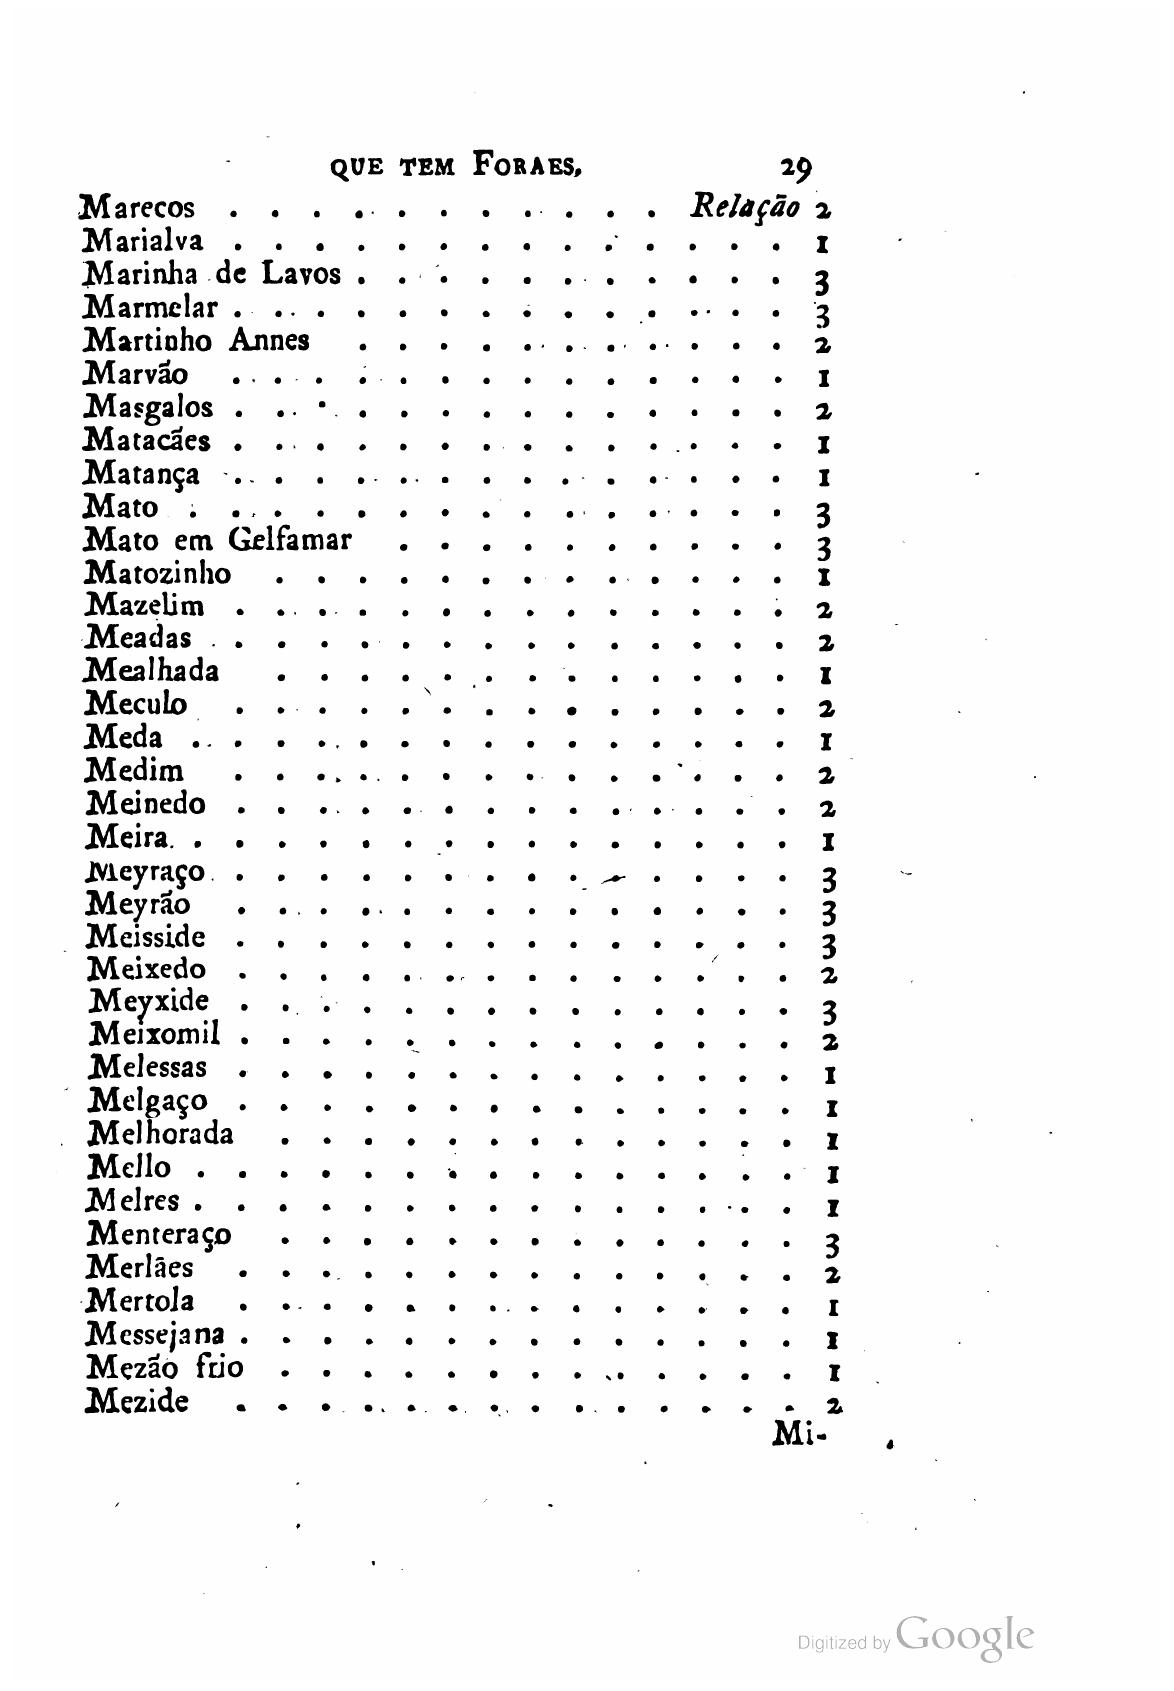 QUE TEM FORAES, 29
Marecos . . . . . . . . . . . Relação 2
Marialva . . . . . . . . . . . . . . 1
Marinha de Lavos . . . . . . . . . . . 3
Marmelar . . . . . . . . . . . . . . 3
Martinho Annes . . . . . . . . . . . 2
Marvão . . . . . . . . . . . . . . 1
Masgalos . . . . . . . . . . . . . . 2
Matacães . . . . . . . . . . . . . . 1
Matança . . . . . . . . . . . . . . 1
Mato . . . . . . . . . . . . . . . 3
Mato em Gelfamar . . . . . . . . . . 3
Matozinho . . . . . . . . . . . . . 1
Mazelim . . . . . . . . . . . . . . 2
Meadas . . . . . . . . . . . . . . 2
Mealhada . . . . . . . . . . . . . 1
Meculo . . . . . . . . . . . . . . 2
Meda . . . . . . . . . . . . . . . 1
Medim . . . . . . . . . . . . . . 2
Meinedo . . . . . . . . . . . . . . 2
Meira . . . . . . . . . . . . . . . 1
Meyraço . . . . . . . . . . . . . . 3
Meyrão . . . . . . . . . . . . . . 3
Meisside . . . . . . . . . . . . . . 3
Meixedo . . . . . . . . . . . . . . 2
Meyxide . . . . . . . . . . . . . . 3
Meixomil . . . . . . . . . . . . . . 2
Melessas . . . . . . . . . . . . . . 1
Melgaço . . . . . . . . . . . . . . 1
Melhorada . . . . . . . . . . . . . 1
Mello . . . . . . . . . . . . . . . 1
Melres . . . . . . . . . . . . . . . 1
Menteraço . . . . . . . . . . . . . 3
Merlães . . . . . . . . . . . . . . 2
Mertola . . . . . . . . . . . . . . 1
Messejana . . . . . . . . . . . . . . 1
Mezão frio . . . . . . . . . . . . . 1
Mezide . . . . . . . . . . . . . . 2
Mi-
Digitized by Google